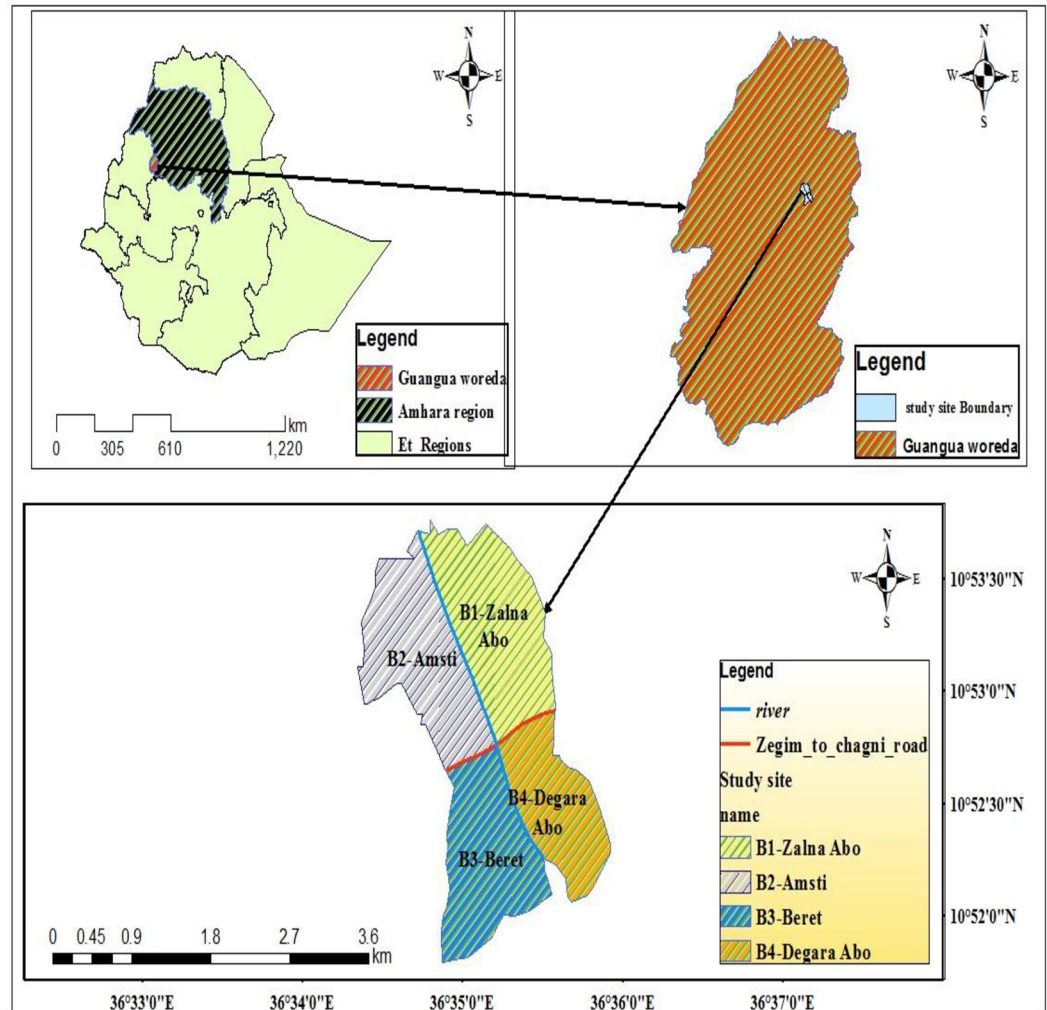 N
W E
S
Legend
Guangua woreda
Amhara region
Et Regions
km
0 305 610 1,220
N
W E
S
Legend
study site Boundary
Guangua woreda
N
W E
S
B1-Zalna
Abo
B2-Amsti
B4-Degara
Abo
B3-Beret
10°53'30"N
10°53'0"N
10°52'30"N
10°52'0"N
Legend
river
Zegim_to_chagni_road
Study site
name
B1-Zalna Abo
B2-Amsti
B3-Beret
B4-Degara Abo
0 0.45 0.9 1.8 2.7 3.6
km
36°33'0"E 36°34'0"E 36°35'0"E 36°36'0"E 36°37'0"E